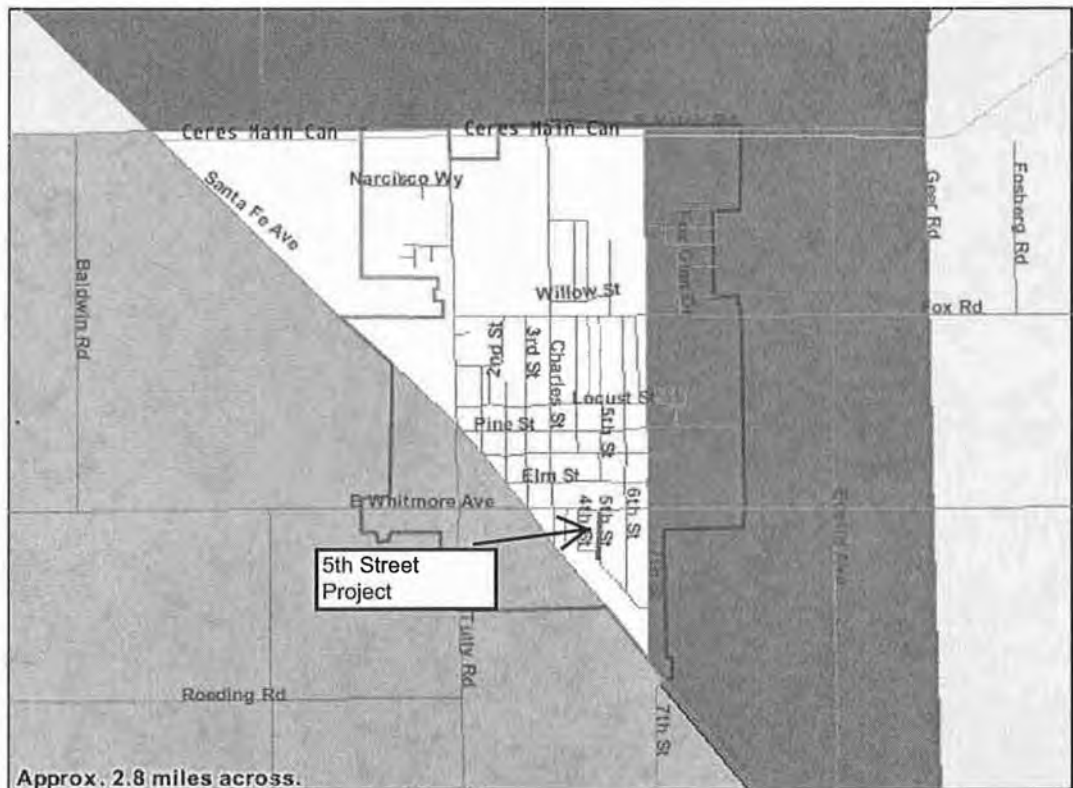 Ceres Main Can
Ceres Main Can
Narcisco Wy
Santa Fe Ave
Geer Rd
Fosberg Rd
Baldwin Rd
Willow St
Fox Rd
2nd St
3rd St
Charles St
Locust St
5th St
Pine St
Elm St
E Whitmore Ave
4th St
5th St
6th St
5th Street
Project
Tully Rd
Roeding Rd
7th St
Approx. 2.8 miles across.